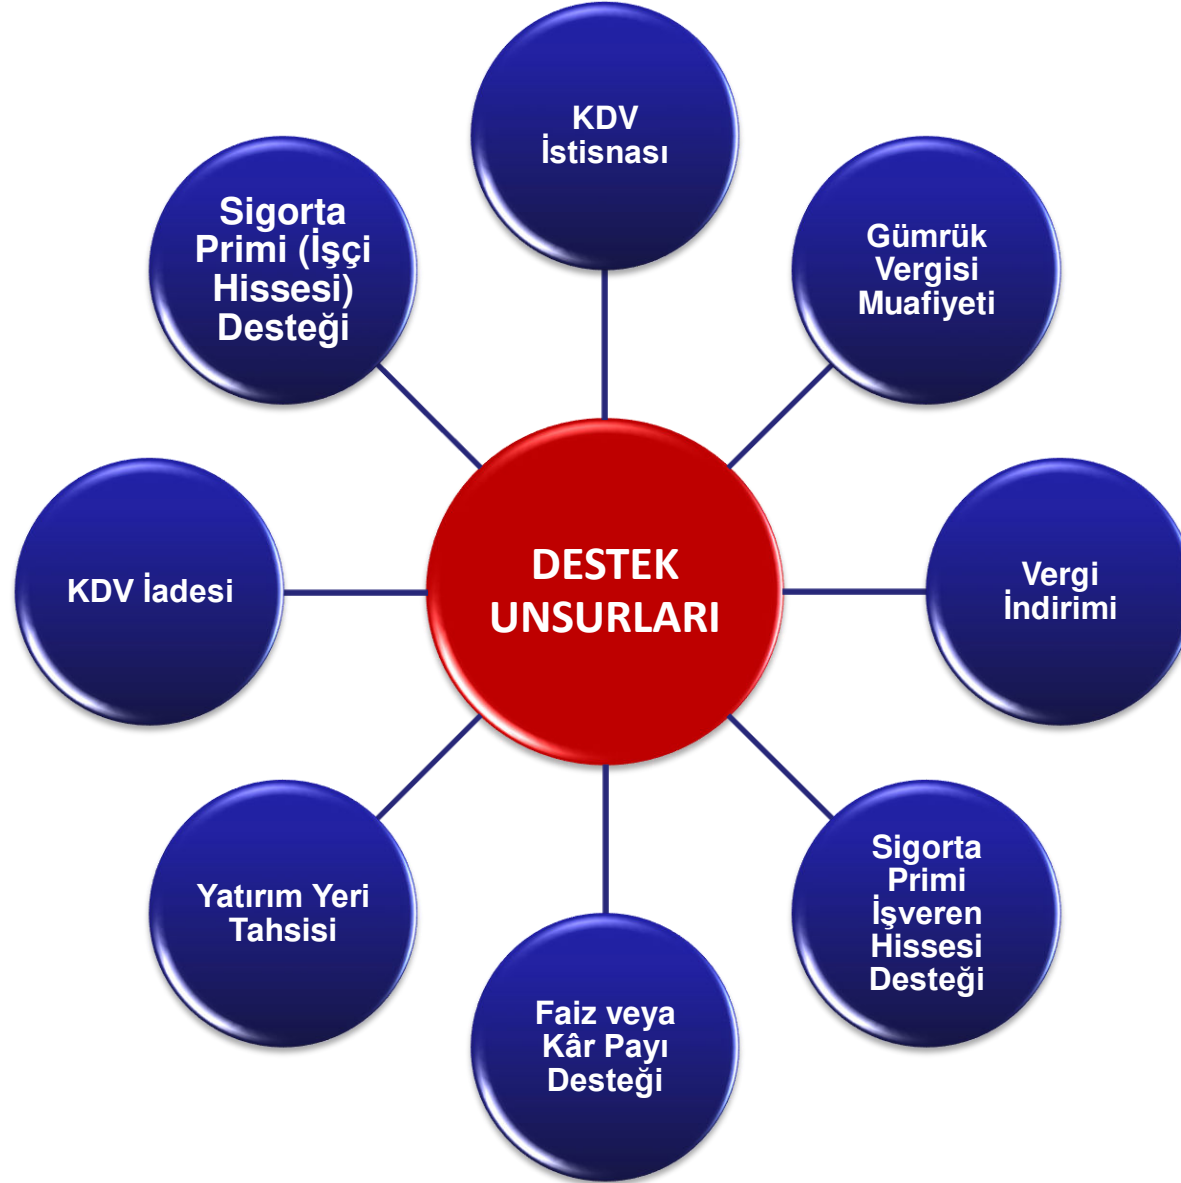 KDV
İstisnası
Gümrük
Vergisi
Muafiyeti
Vergi
İndirimi
Sigorta
Primi
İşveren
Hissesi
Desteği
Faiz veya
Kâr Payı
Desteği
Yatırım Yeri
Tahsisi
KDV İadesi
Sigorta
Primi (İşçi
Hissesi)
Desteği
DESTEK
UNSURLARI